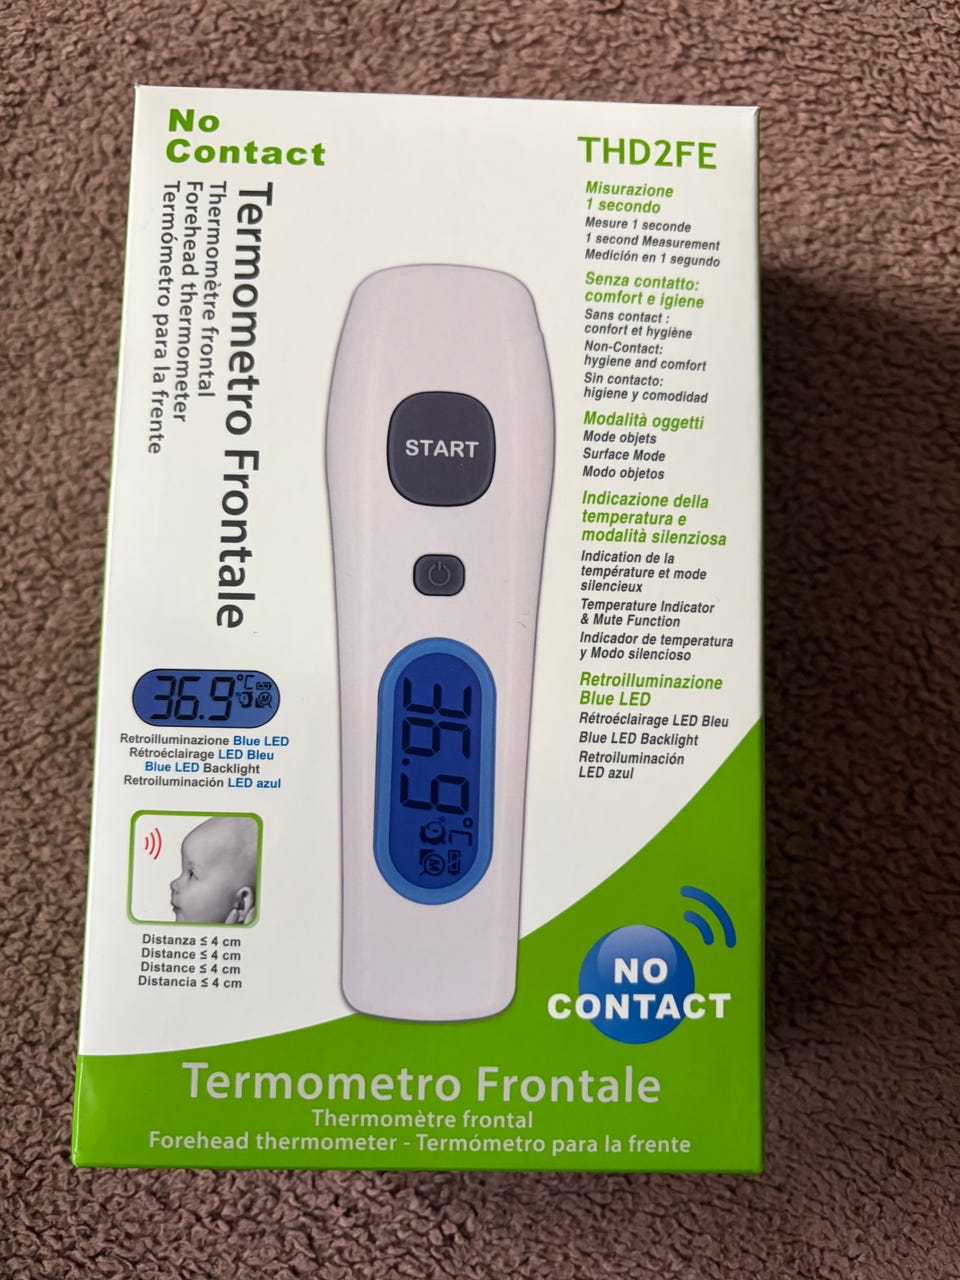 No
Contact
Termometro Frontale
Thermomètre frontal
Forehead thermometer
Termómetro para la frente
THD2FE
Misurazione
1 secondo
Mesure 1 seconde
1 second Measurement
Medición en 1 segundo
Senza contatto:
comfort e igiene
Sans contact :
confort et hygiène
Non-Contact:
hygiene and comfort
Sin contacto:
higiene y comodidad
Modalità oggetti
Mode objets
Surface Mode
Modo objetos
Indicazione della
temperatura e
modalità silenziosa
Indication de la
température et mode
silencieux
Temperature Indicator
& Mute Function
Indicador de temperatura
y Modo silencioso
Retroilluminazione
Blue LED
Rétroéclairage LED Bleu
Blue LED Backlight
Retroiluminación
LED azul
START
36.9°C
M
36.9°C
M
Retroilluminazione Blue LED
Rétroéclairage LED Bleu
Blue LED Backlight
Retroiluminación LED azul
Distanza ≤ 4 cm
Distance ≤ 4 cm
Distance ≤ 4 cm
Distancia ≤ 4 cm
NO
CONTACT
Termometro Frontale
Thermomètre frontal
Forehead thermometer - Termómetro para la frente